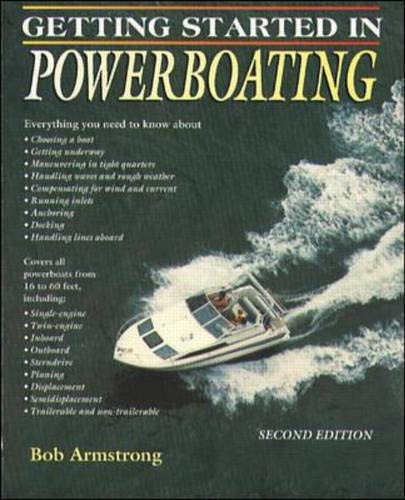 GETTING STARTED IN
POWERBOATING
Everything you need to know about
• Choosing a boat
• Getting underway
• Maneuvering in tight quarters
• Handling waves and rough weather
• Compensating for wind and current
• Running inlets
• Anchoring
• Docking
• Handling lines aboard
Covers all
powerboats from
16 to 60 feet,
including:
• Single-engine
• Twin-engine
• Inboard
• Outboard
• Sterndrive
• Planing
• Displacement
• Semidisplacement
• Trailerable and non-trailerable
SECOND EDITION
Bob Armstrong